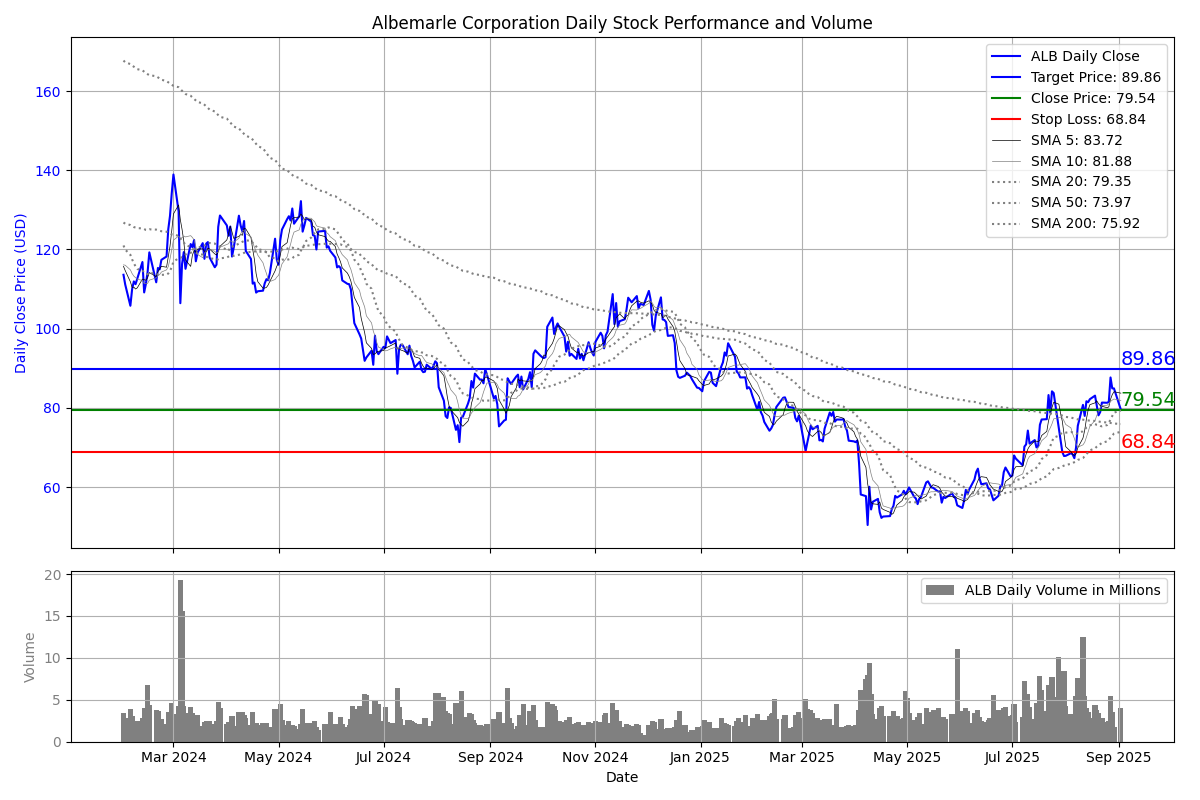 Albemarle Corporation Daily Stock Performance and Volume
Daily Close Price (USD)
160
140
120
100
80
60
ALB Daily Close
Target Price: 89.86
Close Price: 79.54
Stop Loss: 68.84
SMA 5: 83.72
SMA 10: 81.88
SMA 20: 79.35
SMA 50: 73.97
SMA 200: 75.92
89.86
79.54
68.84
Volume
20
15
10
5
0
ALB Daily Volume in Millions
Mar 2024 May 2024 Jul 2024 Sep 2024 Nov 2024 Jan 2025 Mar 2025 May 2025 Jul 2025 Sep 2025
Date